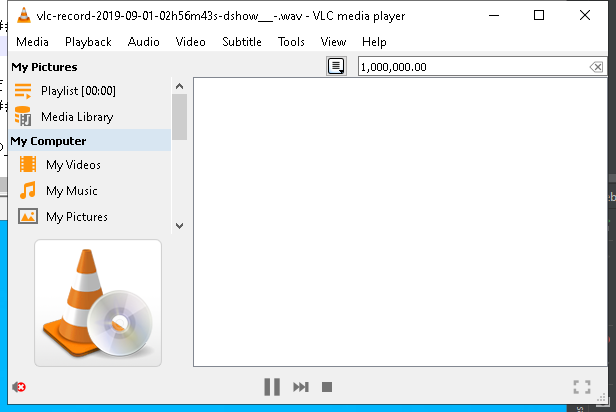 vlc-record-2019-09-01-02h56m43s-dshow__-.wav - VLC media player
Media Playback Audio Video Subtitle Tools View Help
My Pictures
1,000,000.00
Playlist [00:00]
Media Library
My Computer
My Videos
My Music
My Pictures